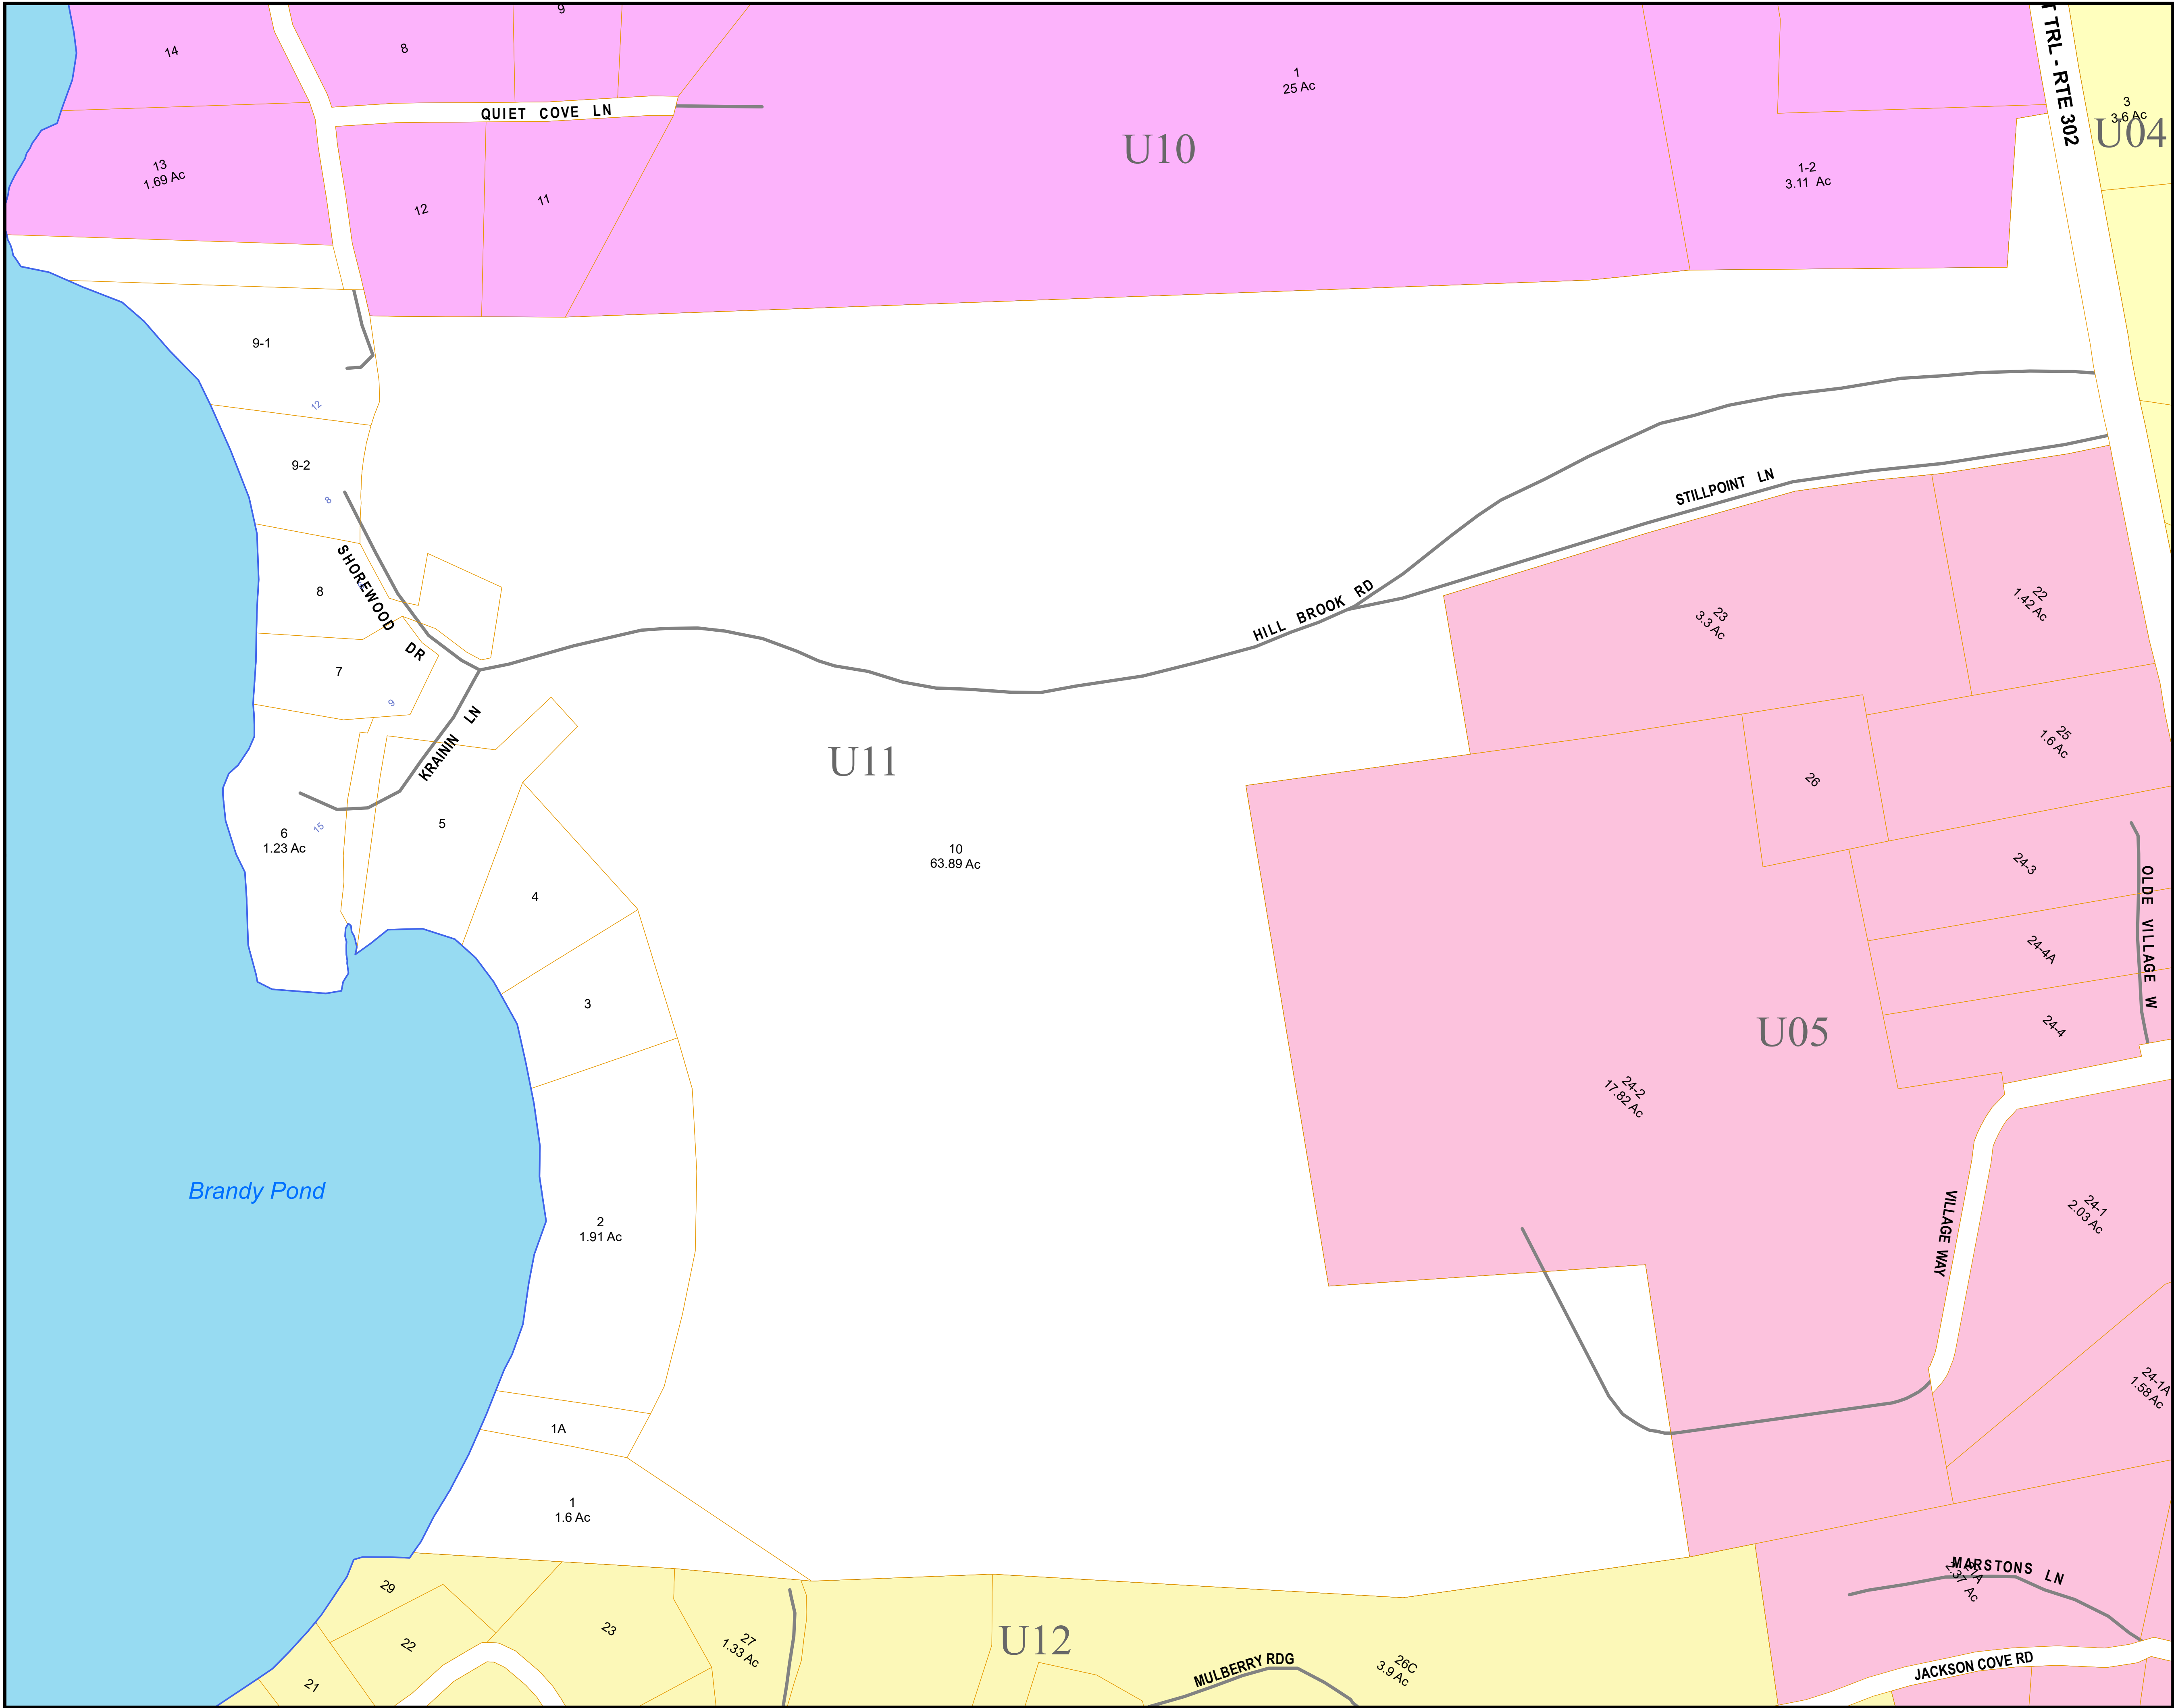 9
14
8
1
25 Ac
T TRL - RTE 302
3
3.6 Ac
U04
QUIET COVE LN
U10
13
1.69 Ac
12
11
1-2
3.11 Ac
9-1
12
9-2
8
STILLPOINT LN
HILL BROOK RD
SHOREWOOD DR
8
7
9
KRAININ LN
23
3.3 Ac
22
1.42 Ac
25
1.6 Ac
26
U11
10
63.89 Ac
6
1.23 Ac
15
5
4
3
24-3
24-4A
24-4
OLDE VILLAGE W
U05
24-2
17.82 Ac
Brandy Pond
2
1.91 Ac
VILLAGE WAY
24-1
2.03 Ac
24-1A
1.58 Ac
1A
1
1.6 Ac
29
22
21
23
27
1.33 Ac
U12
MULBERRY RDG
26C
3.9 Ac
MARSTONS LN
2.37 Ac
JACKSON COVE RD